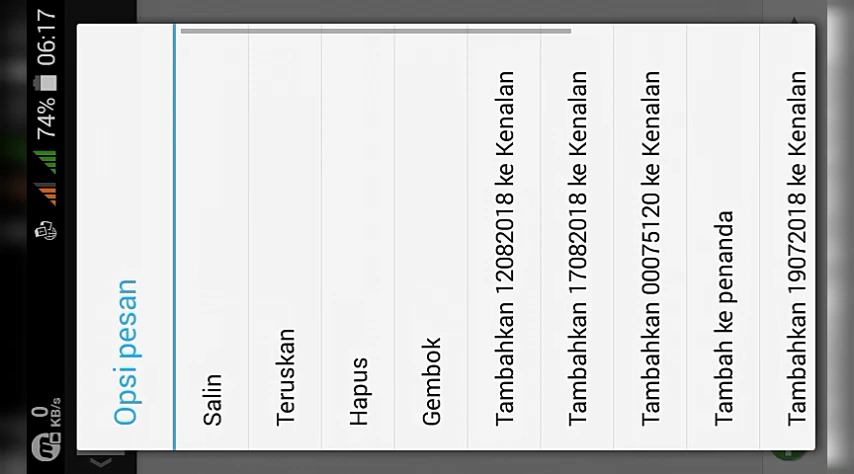 0
KB/s
74%
06:17
Opsi pesan
Salin
Teruskan
Hapus
Gembok
Tambahkan 12082018 ke Kenalan
Tambahkan 17082018 ke Kenalan
Tambahkan 00075120 ke Kenalan
Tambah ke penanda
Tambahkan 19072018 ke Kenalan